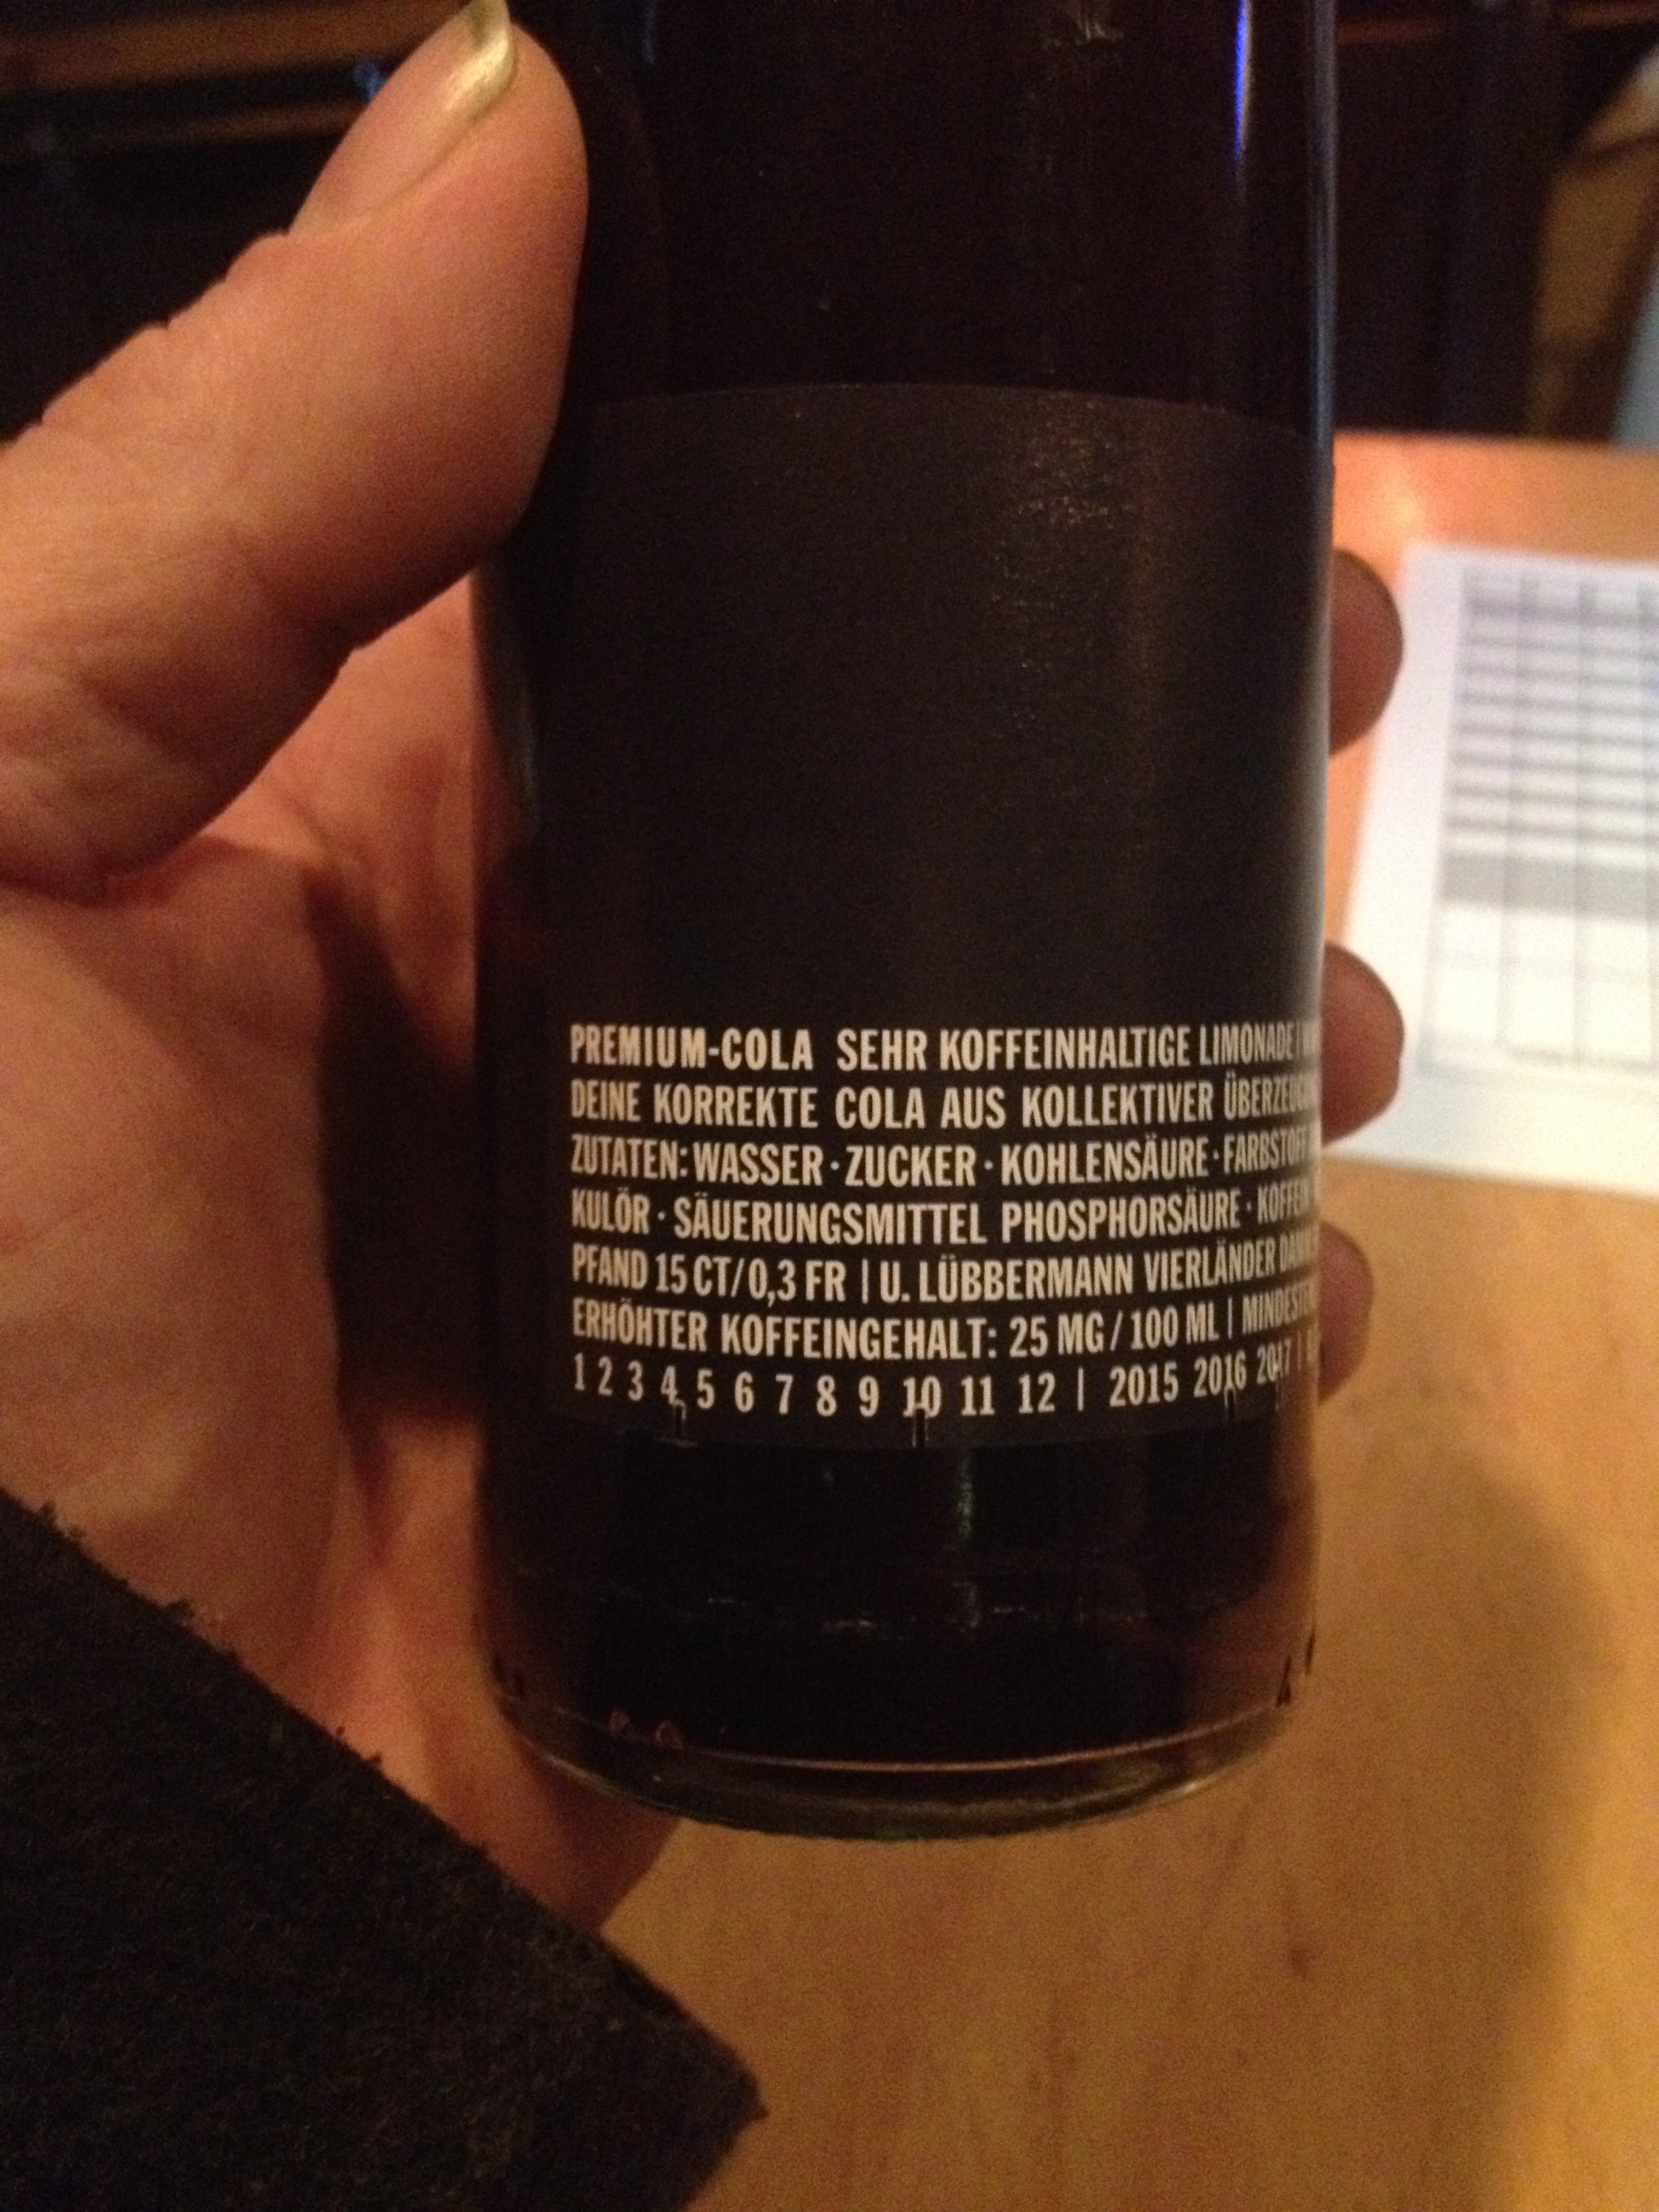 PREMIUM-COLA SEHR KOFFEINHALTIGE LIMONADE |
DEINE KORREKTE COLA AUS KOLLEKTIVER
ZUTATEN: WASSER · ZUCKER · KOHLENSÄURE · FARBSTOFF
KULÖR · SÄUERUNGSMITTEL PHOSPHORSÄURE · KOFFEIN
PFAND 15 CT/0,3 FR | U. LÜBBERMANN VIERLÄNDER
ERHÖHTER KOFFEINGEHALT: 25 MG / 100 ML |
1 2 3 4 5 6 7 8 9 10 11 12 | 2015 2016 2017 |